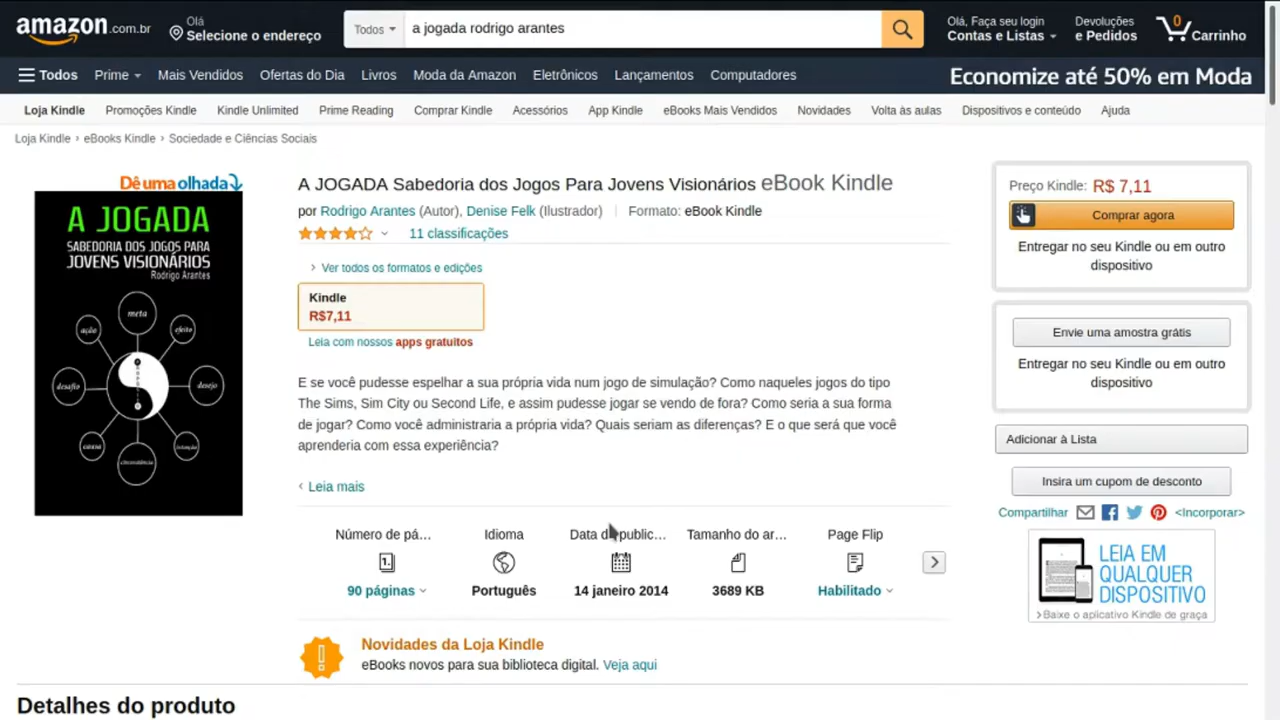 amazon.com.br
Olá
Selecione o endereço
Todos
a jogada rodrigo arantes
Olá, Faça seu login
Contas e Listas
Devoluções
e Pedidos
0
Carrinho
Todos
Prime
Mais Vendidos
Ofertas do Dia
Livros
Moda da Amazon
Eletrônicos
Lançamentos
Computadores
Economize até 50% em Moda
Loja Kindle
Promoções Kindle
Kindle Unlimited
Prime Reading
Comprar Kindle
Acessórios
App Kindle
eBooks Mais Vendidos
Novidades
Volta às aulas
Dispositivos e conteúdo
Ajuda
Loja Kindle › eBooks Kindle › Sociedade e Ciências Sociais
Dê uma olhada
A JOGADA
SABEDORIA DOS JOGOS PARA
JOVENS VISIONÁRIOS
Rodrigo Arantes
meta
ação
efeito
desafio
desejo
causa
circunstância
A JOGADA Sabedoria dos Jogos Para Jovens Visionários eBook Kindle
por Rodrigo Arantes (Autor), Denise Felk (Ilustrador) | Formato: eBook Kindle
11 classificações
› Ver todos os formatos e edições
Kindle
R$7,11
Leia com nossos apps gratuitos
E se você pudesse espelhar a sua própria vida num jogo de simulação? Como naqueles jogos do tipo
The Sims, Sim City ou Second Life, e assim pudesse jogar se vendo de fora? Como seria a sua forma
de jogar? Como você administraria a própria vida? Quais seriam as diferenças? E o que será que você
aprenderia com essa experiência?
‹ Leia mais
Número de pá...
90 páginas
Idioma
Português
Data d public...
14 janeiro 2014
Tamanho do ar...
3689 KB
Page Flip
Habilitado
Novidades da Loja Kindle
eBooks novos para sua biblioteca digital. Veja aqui
Detalhes do produto
Preço Kindle: R$ 7,11
Comprar agora
Entregar no seu Kindle ou em outro
dispositivo
Envie uma amostra grátis
Entregar no seu Kindle ou em outro
dispositivo
Adicionar à Lista
Insira um cupom de desconto
Compartilhar
<Incorporar>
LEIA EM
QUALQUER
DISPOSITIVO
›Baixe o aplicativo Kindle de graça